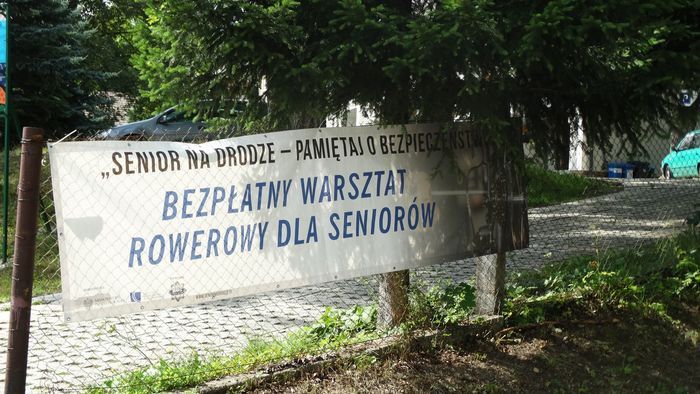 „SENIOR NA DRODZE – PAMIĘTAJ O
BEZPŁATNY WARSZTAT
ROWEROWY DLA SENIORÓW